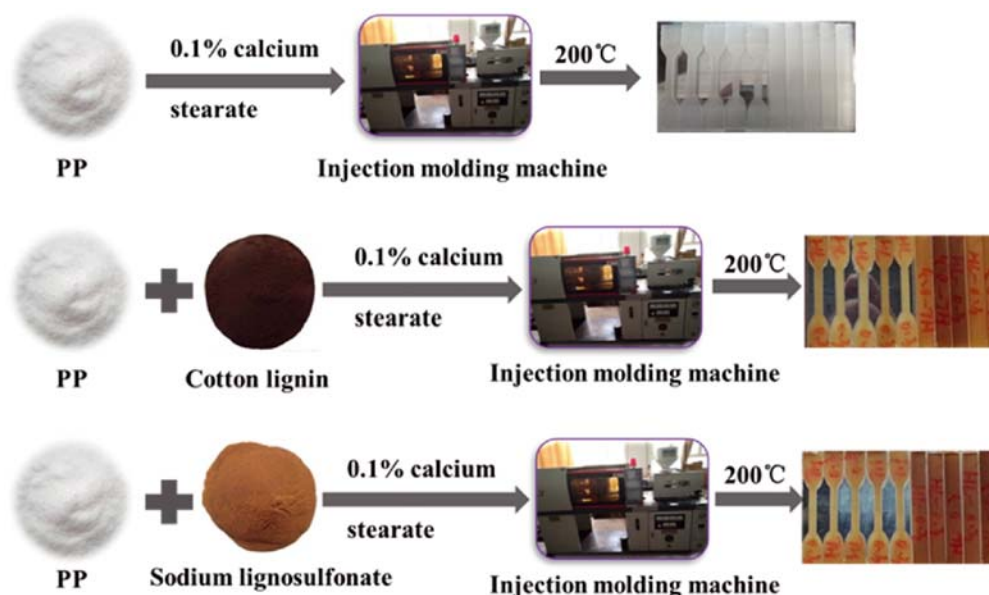 0.1% calcium
stearate
200℃
PP
Injection molding machine
0.1% calcium
stearate
200℃
PP
Cotton lignin
Injection molding machine
0.1% calcium
stearate
200℃
PP
Sodium lignosulfonate
Injection molding machine